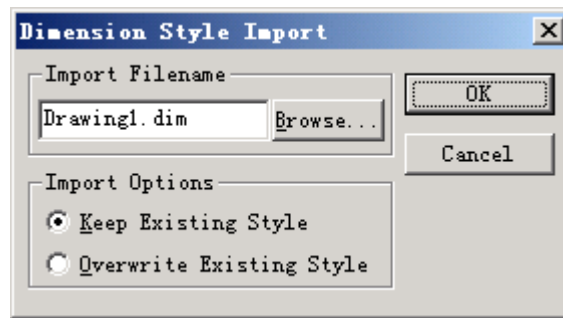 Dimension Style Import
Import Filename
Drawing1.dim
Browse...
OK
Cancel
Import Options
Keep Existing Style
Overwrite Existing Style